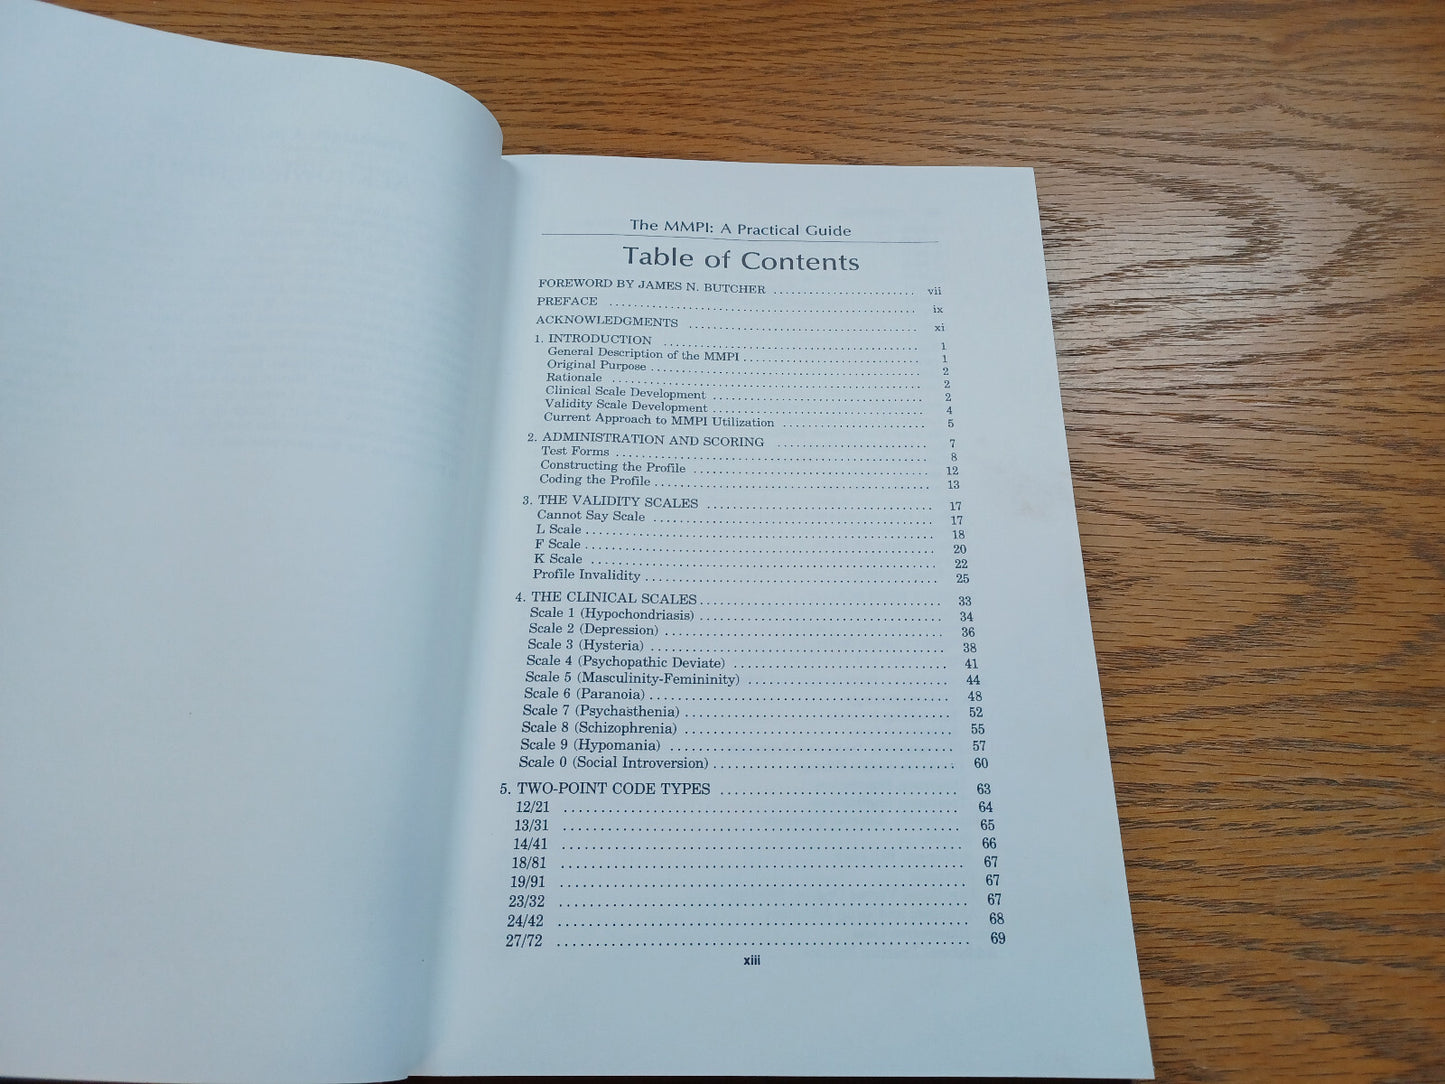 The MMPI: A Practical Guide
Table of Contents
FOREWORD BY JAMES N. BUTCHER .................... vii
PREFACE .................... ix
ACKNOWLEDGMENTS .................... xi
1. INTRODUCTION .................... 1
General Description of the MMPI .................... 1
Original Purpose .................... 2
Rationale .................... 2
Clinical Scale Development .................... 2
Validity Scale Development .................... 4
Current Approach to MMPI Utilization .................... 5
2. ADMINISTRATION AND SCORING .................... 7
Test Forms .................... 8
Constructing the Profile .................... 12
Coding the Profile .................... 13
3. THE VALIDITY SCALES .................... 17
Cannot Say Scale .................... 17
L Scale .................... 18
F Scale .................... 20
K Scale .................... 22
Profile Invalidity .................... 25
4. THE CLINICAL SCALES .................... 33
Scale 1 (Hypochondriasis) .................... 34
Scale 2 (Depression) .................... 36
Scale 3 (Hysteria) .................... 38
Scale 4 (Psychopathic Deviate) .................... 41
Scale 5 (Masculinity-Femininity) .................... 44
Scale 6 (Paranoia) .................... 48
Scale 7 (Psychasthenia) .................... 52
Scale 8 (Schizophrenia) .................... 55
Scale 9 (Hypomania) .................... 57
Scale 0 (Social Introversion) .................... 60
5. TWO-POINT CODE TYPES .................... 63
12/21 .................... 64
13/31 .................... 65
14/41 .................... 66
18/81 .................... 67
19/91 .................... 67
23/32 .................... 67
24/42 .................... 68
27/72 .................... 69
xiii